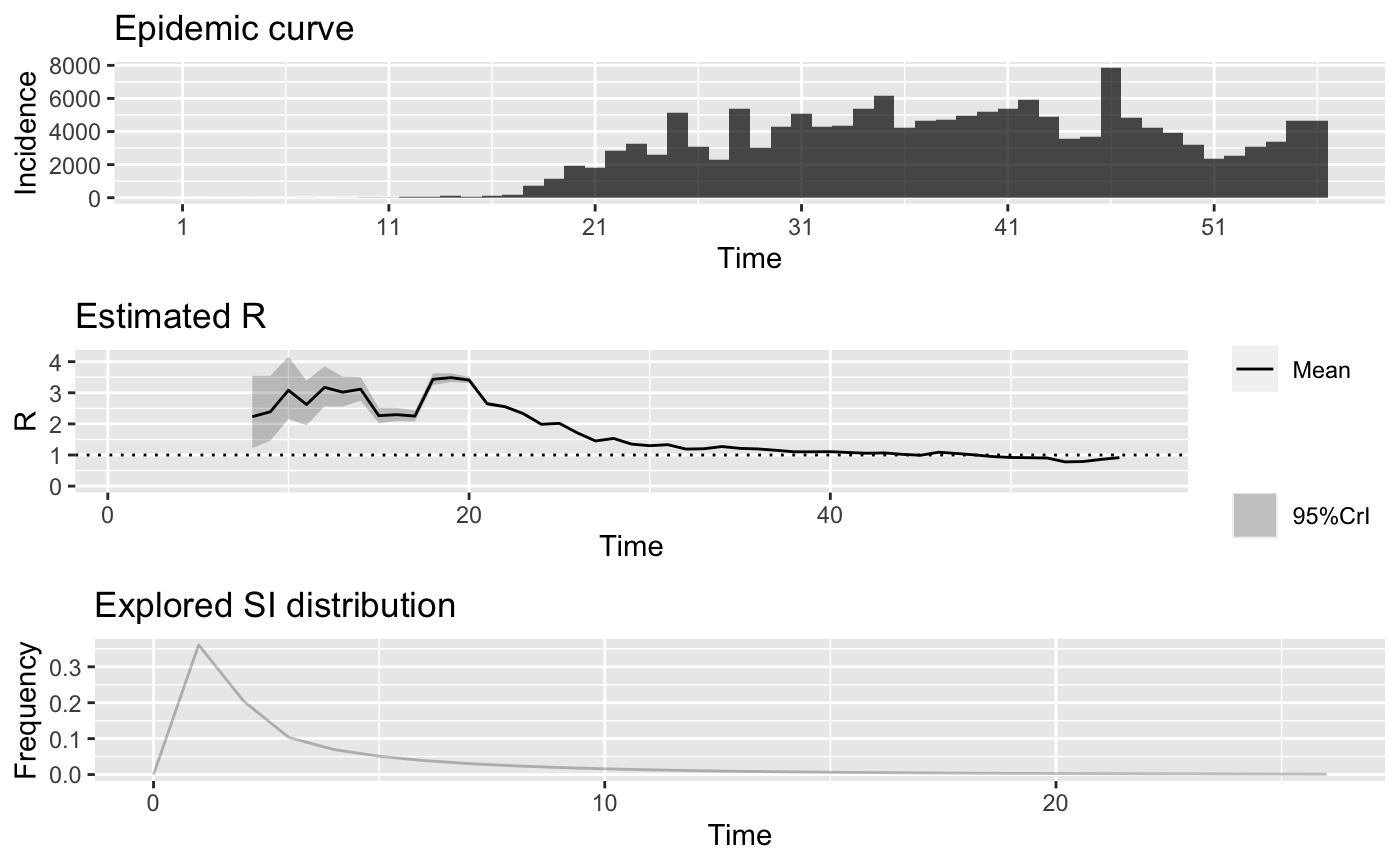 Epidemic curve
8000
6000
4000
2000
0
Incidence
1 11 21 31 41 51
Time
Estimated R
4
3
2
1
0
R
0 20 40
Time
Mean
95%CrI
Explored SI distribution
0.3
0.2
0.1
0.0
Frequency
0 10 20
Time